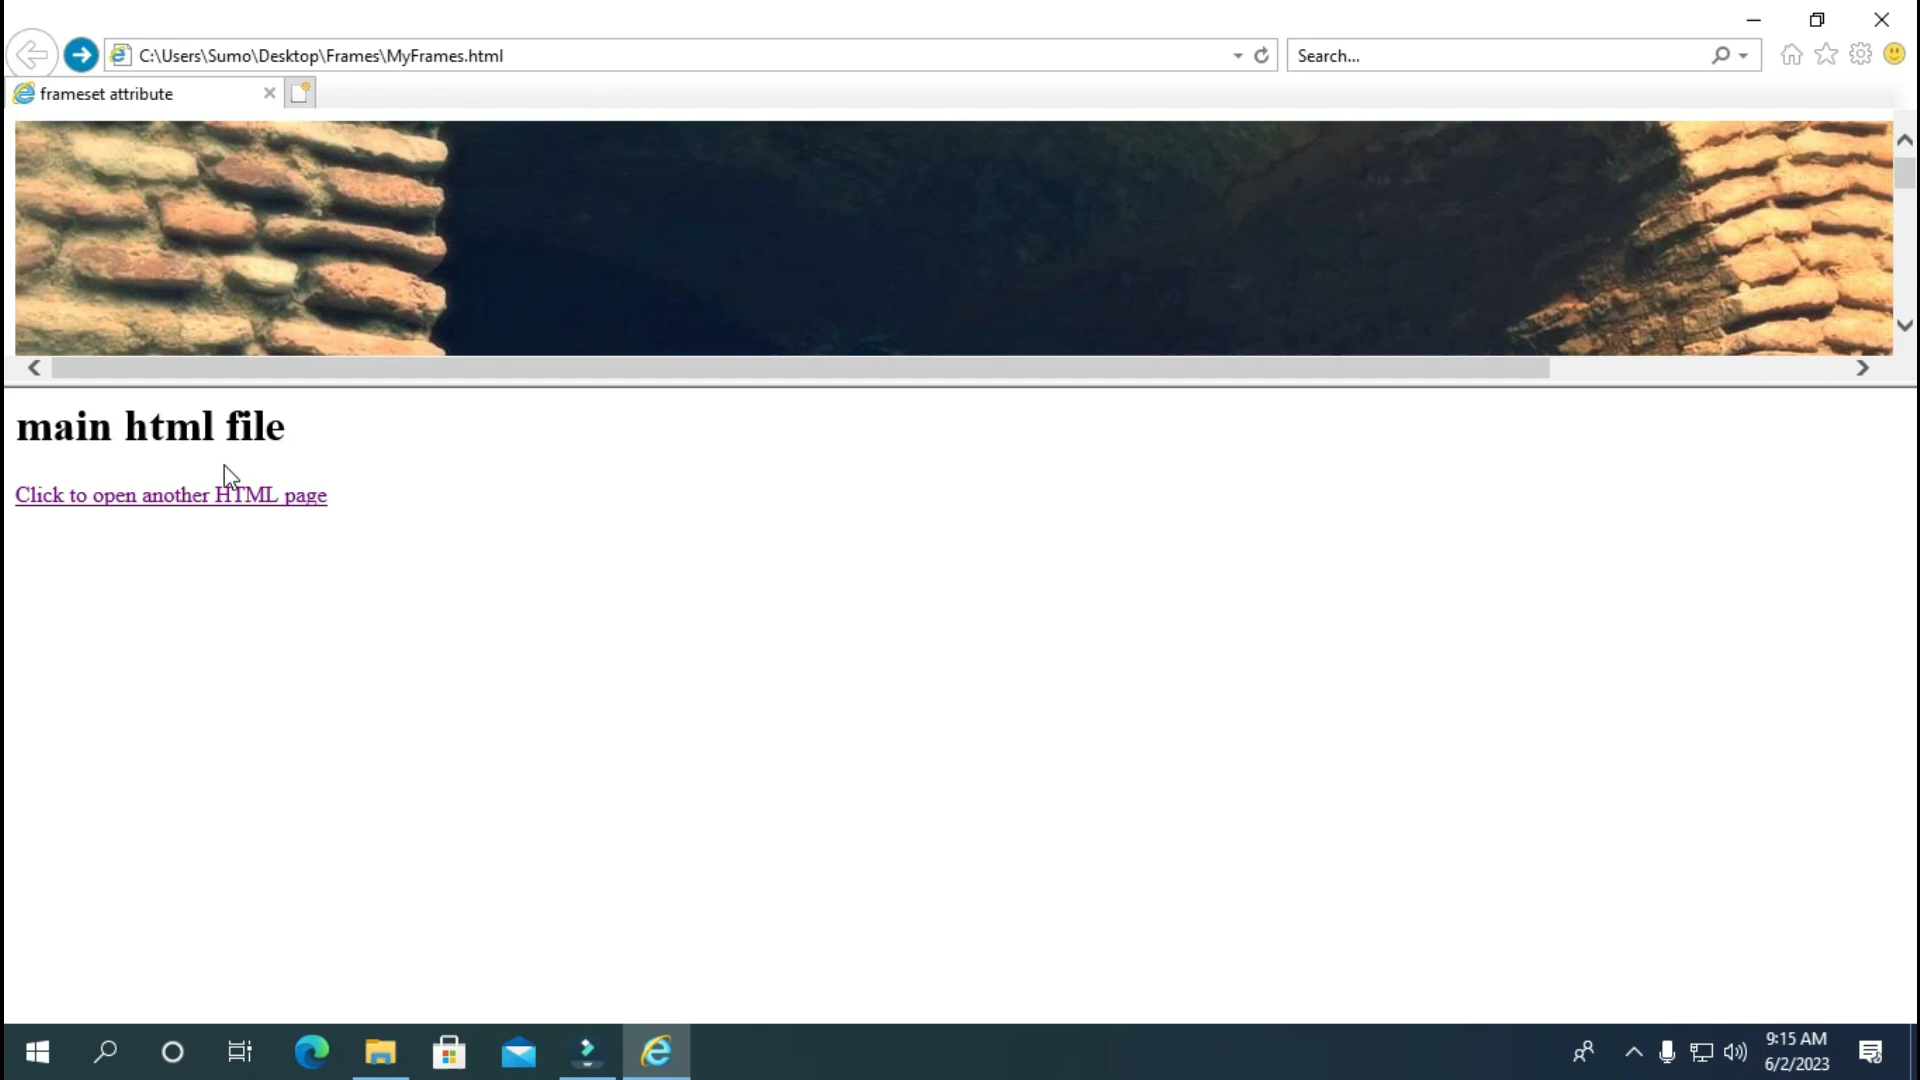 C:\Users\Sumo\Desktop\Frames\MyFrames.html
Search...
frameset attribute
main html file
Click to open another HTML page
9:15 AM
6/2/2023